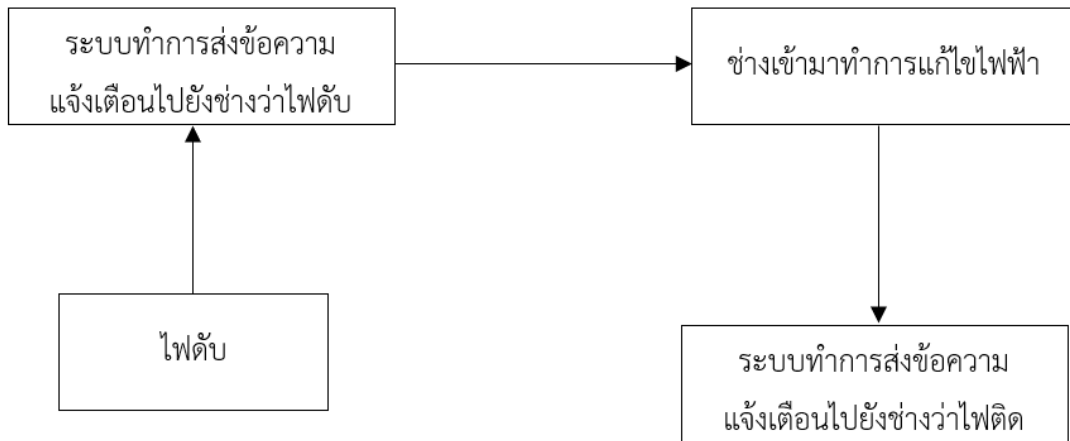 ระบบทำการส่งข้อความ
แจ้งเตือนไปยังช่างว่าไฟดับ
ช่างเข้ามาทำการแก้ไขไฟฟ้า
ไฟดับ
ระบบทำการส่งข้อความ
แจ้งเตือนไปยังช่างว่าไฟติด